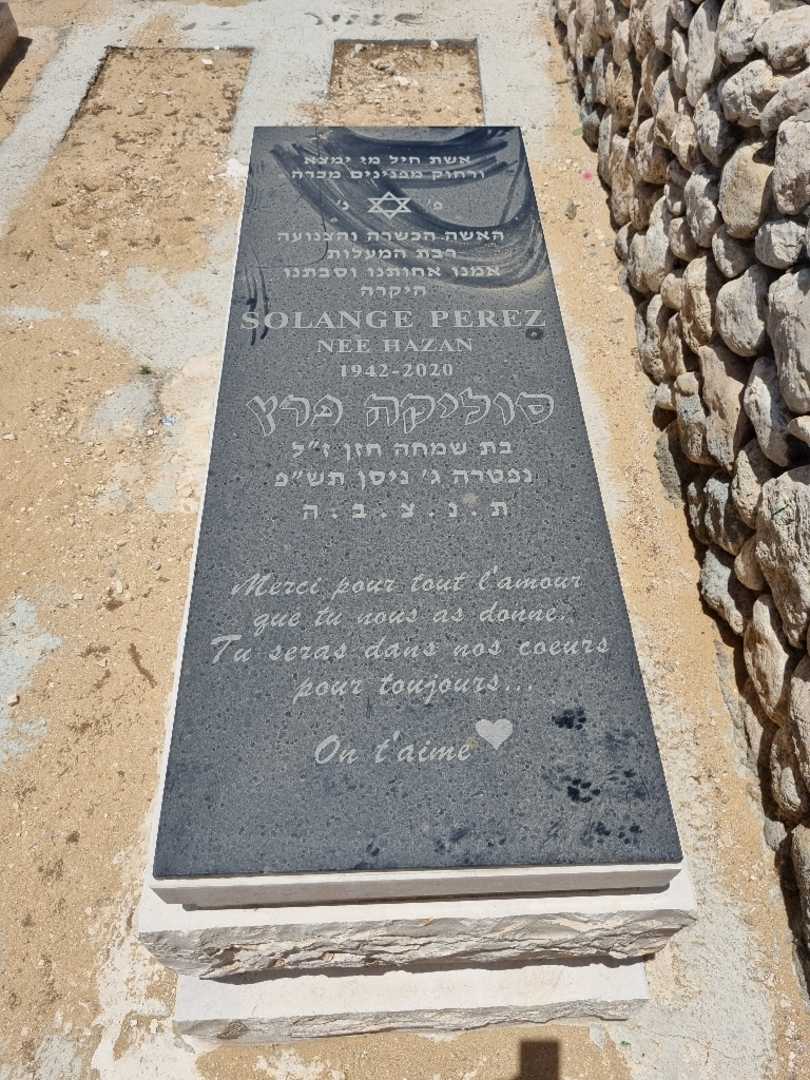 אשת חיל מי ימצא
ורחוק מפנינים מכרה
פ' נ'
האשה הכשרה והצנועה
רבת המעלות
אמנו אחותנו וסבתנו
היקרה
SOLANGE PEREZ
NEE HAZAN
1942-2020
סוליקה פרץ
בת שמחה חזן ז"ל
נפטרה ג' ניסן תש"פ
ת . נ . צ . ב . ה
Merci pour tout l'amour
que tu nous as donne.
Tu seras dans nos coeurs
pour toujours...
On t'aime